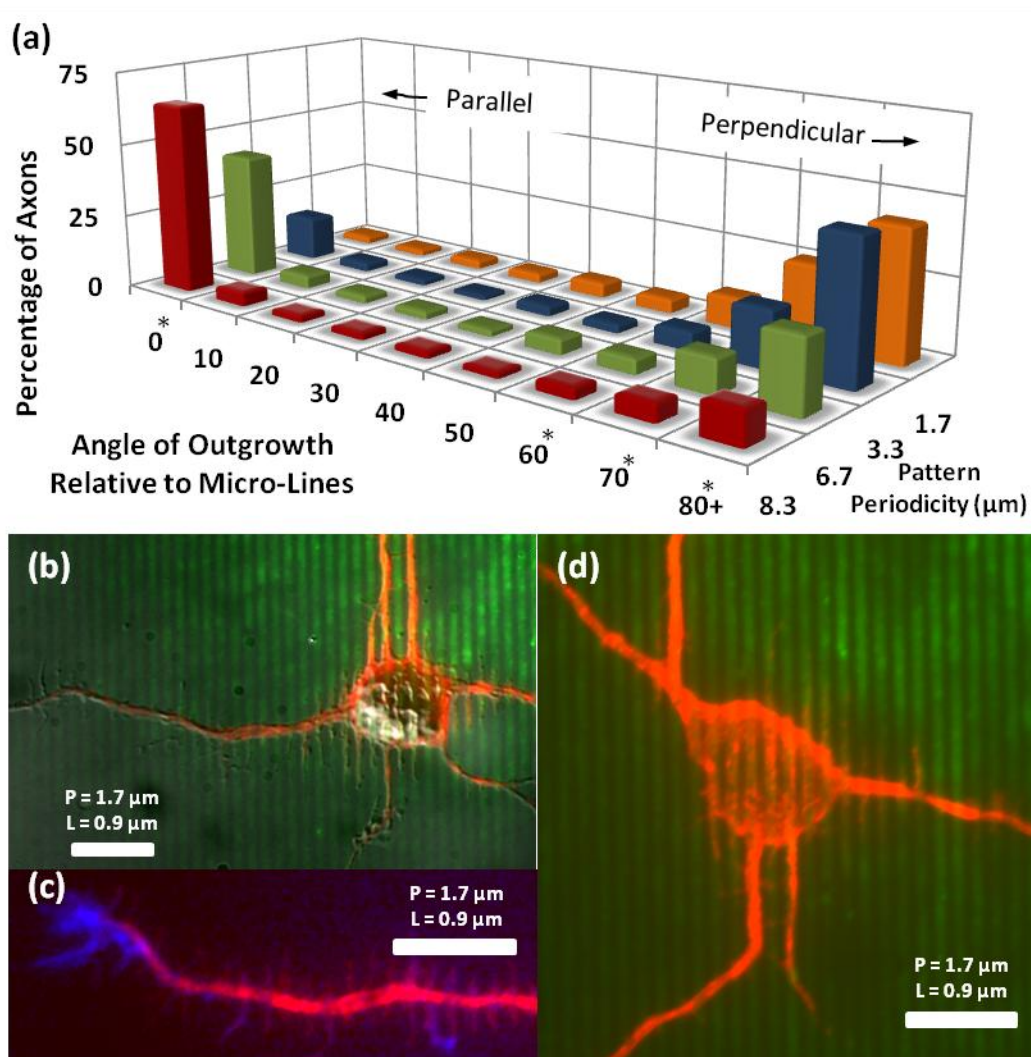 (a)
75
50
25
0
Percentage of Axons
Parallel
Perpendicular
0*
10
20
30
40
50
60*
70*
80+*
Angle of Outgrowth
Relative to Micro-Lines
8.3
6.7
3.3
1.7
Pattern
Periodicity (µm)
(b)
P = 1.7 µm
L = 0.9 µm
(c)
P = 1.7 µm
L = 0.9 µm
(d)
P = 1.7 µm
L = 0.9 µm